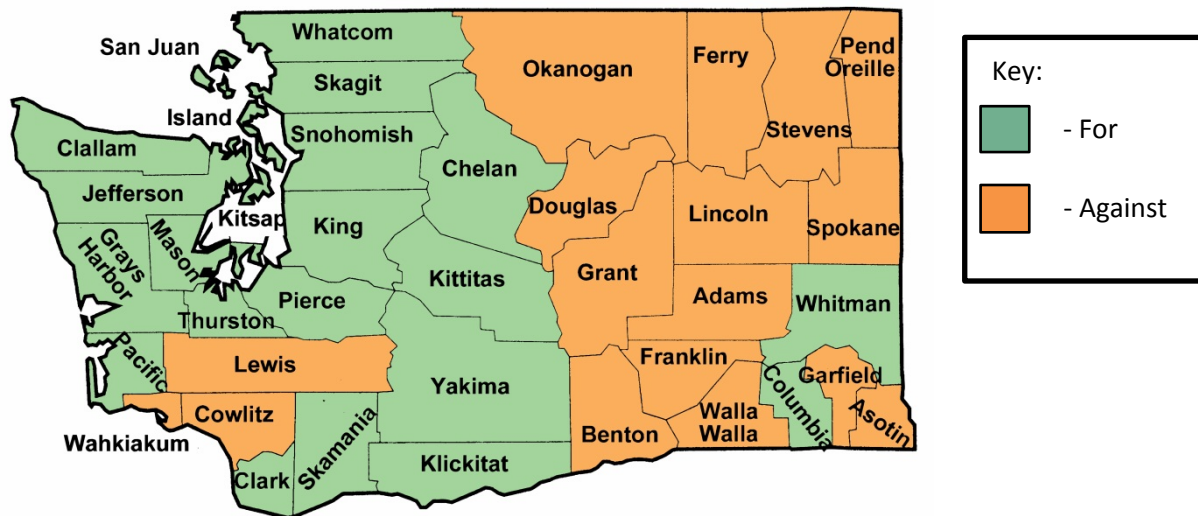 Whatcom
San Juan
Skagit
Island
Snohomish
Clallam
Jefferson
Kitsap
King
Chelan
Okanogan
Ferry
Stevens
Pend
Oreille
Douglas
Lincoln
Spokane
Grays
Harbor
Mason
Kittitas
Grant
Adams
Whitman
Thurston
Pierce
Pacific
Lewis
Yakima
Franklin
Columbia
Garfield
Asotin
Wahkiakum
Cowlitz
Skamania
Clark
Klickitat
Benton
Walla
Walla
Key:
- For
- Against